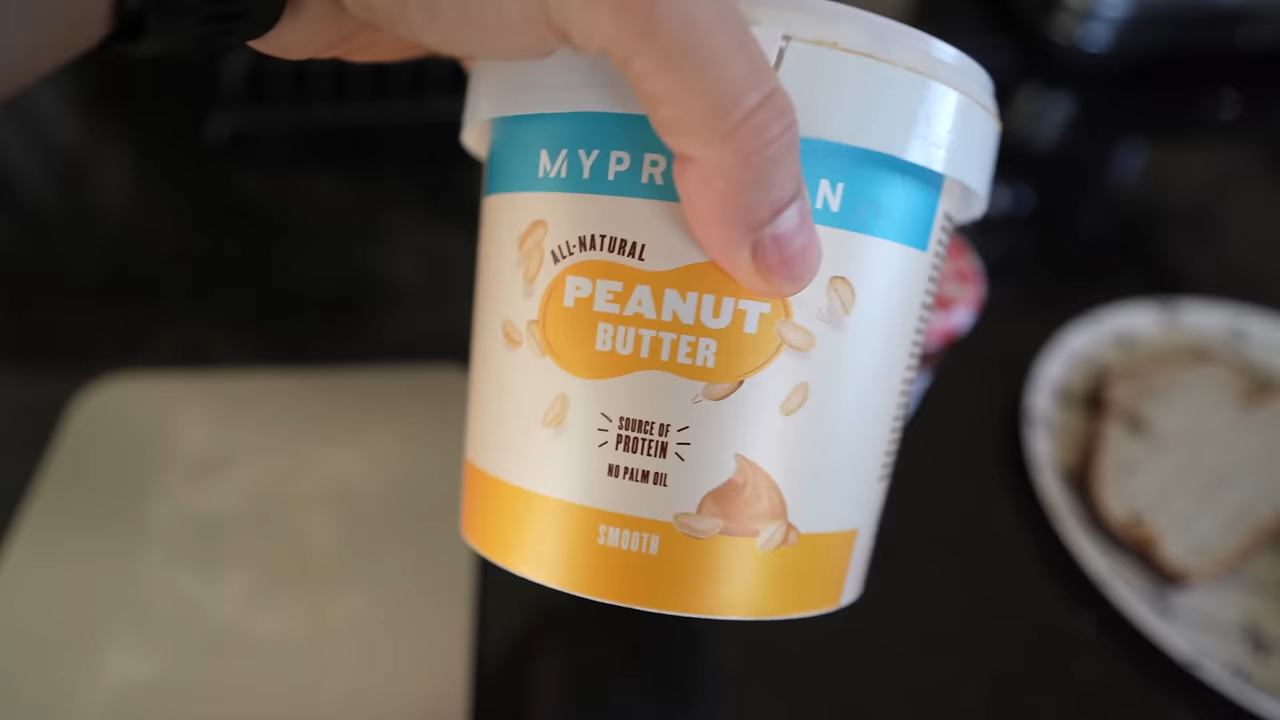 MYPR N
ALL-NATURAL
PEANUT
BUTTER
SOURCE OF
PROTEIN
NO PALM OIL
SMOOTH